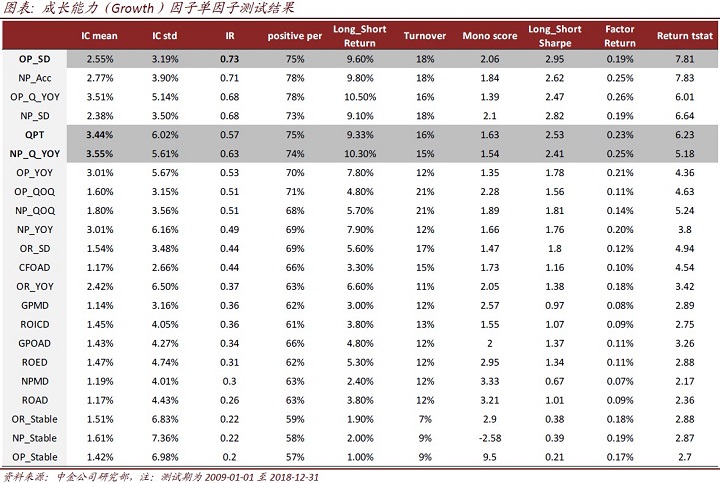 图表：成长能力（Growth）因子单因子测试结果
IC mean IC std IR positive per Long_Short Return Turnover Mono score Long_Short Sharpe Factor Return Return tstat
OP_SD 2.55% 3.19% 0.73 75% 9.60% 18% 2.06 2.95 0.19% 7.81
NP_Acc 2.77% 3.90% 0.71 78% 9.80% 18% 1.84 2.62 0.25% 7.83
OP_Q_YOY 3.51% 5.14% 0.68 78% 10.50% 16% 1.39 2.47 0.26% 6.01
NP_SD 2.38% 3.50% 0.68 73% 9.10% 18% 2.1 2.82 0.19% 6.64
QPT 3.44% 6.02% 0.57 75% 9.33% 16% 1.63 2.53 0.23% 6.23
NP_Q_YOY 3.55% 5.61% 0.63 74% 10.30% 15% 1.54 2.41 0.25% 5.18
OP_YOY 3.01% 5.67% 0.53 70% 7.80% 12% 1.35 1.78 0.21% 4.36
OP_QOQ 1.60% 3.15% 0.51 71% 4.80% 21% 2.28 1.56 0.11% 4.63
NP_QOQ 1.80% 3.56% 0.51 68% 5.70% 21% 1.89 1.81 0.14% 5.24
NP_YOY 3.01% 6.16% 0.49 69% 7.90% 12% 1.66 1.76 0.20% 3.8
OR_SD 1.54% 3.48% 0.44 69% 5.60% 17% 1.47 1.8 0.12% 4.94
CFOAD 1.17% 2.66% 0.44 66% 3.30% 15% 1.73 1.16 0.10% 4.54
OR_YOY 2.42% 6.50% 0.37 63% 6.60% 11% 2.05 1.38 0.18% 3.42
GPMD 1.14% 3.16% 0.36 62% 3.00% 12% 2.57 0.97 0.08% 2.89
ROICD 1.45% 4.05% 0.36 61% 3.80% 13% 1.55 1.07 0.09% 2.75
GPOAD 1.43% 4.27% 0.34 66% 4.80% 12% 2 1.37 0.11% 3.26
ROED 1.47% 4.74% 0.31 62% 5.30% 12% 2.95 1.34 0.11% 2.88
NPMD 1.19% 4.01% 0.3 63% 2.40% 12% 3.33 0.67 0.07% 2.17
ROAD 1.17% 4.43% 0.26 63% 3.80% 12% 3.21 1.01 0.09% 2.36
OR_Stable 1.51% 6.83% 0.22 59% 1.90% 7% 2.9 0.38 0.18% 2.88
NP_Stable 1.61% 7.36% 0.22 58% 2.00% 9% -2.58 0.39 0.19% 2.87
OP_Stable 1.42% 6.98% 0.2 57% 1.00% 9% 9.5 0.21 0.17% 2.7
资料来源：中金公司研究部，注：测试期为 2009-01-01 至 2018-12-31